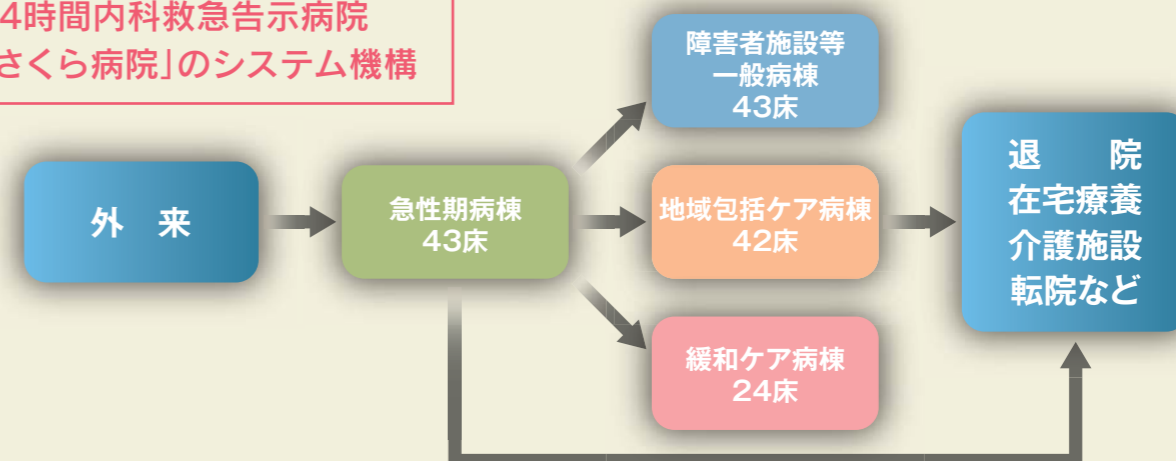 4時間内科救急告示病院
さくら病院」のシステム機構
外　来
急性期病棟
43床
障害者施設等
一般病棟
43床
地域包括ケア病棟
42床
緩和ケア病棟
24床
退　　院
在宅療養
介護施設
転院など